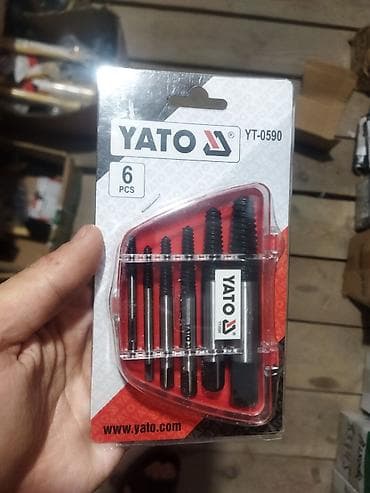 YATO ®
YT-0590
6
PCS
YATO
www.yato.com